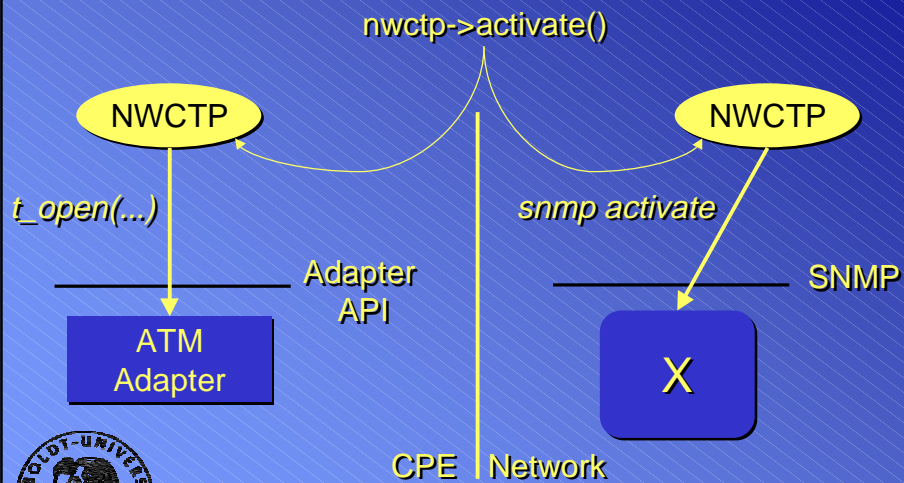 nwctp->activate()
NWCTP
NWCTP
t_open(...)
snmp activate
Adapter
API
SNMP
ATM
Adapter
X
CPE
Network